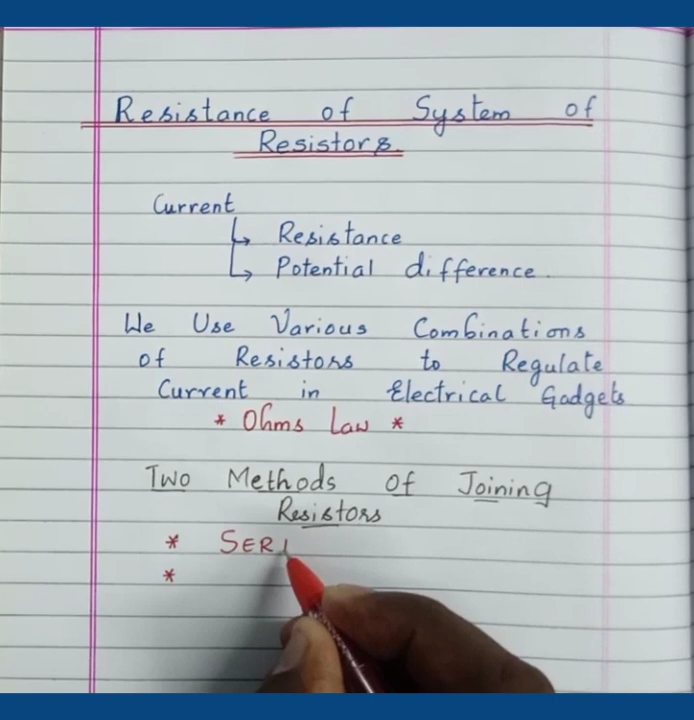 Resistance of System of
Resistors.
Current
↳ Resistance
↳ Potential difference.
We Use Various Combinations
of Resistors to Regulate
Current in Electrical Gadgets
* Ohms Law *
Two Methods Of Joining
Resistors
* SERI
*